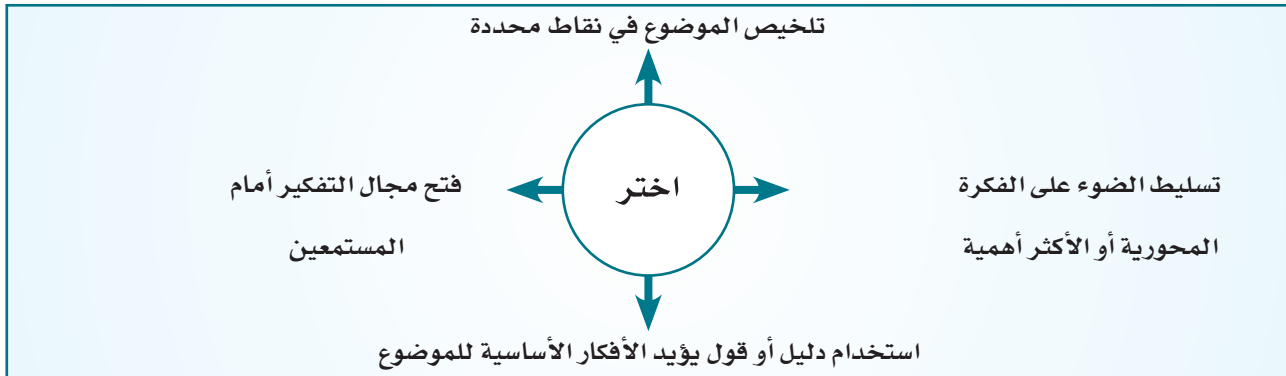 تلخيص الموضوع في نقاط محددة
تسليط الضوء على الفكرة
المحورية أو الأكثر أهمية
اختر
فتح مجال التفكير أمام
المستمعين
استخدام دليل أو قول يؤيد الأفكار الأساسية للموضوع